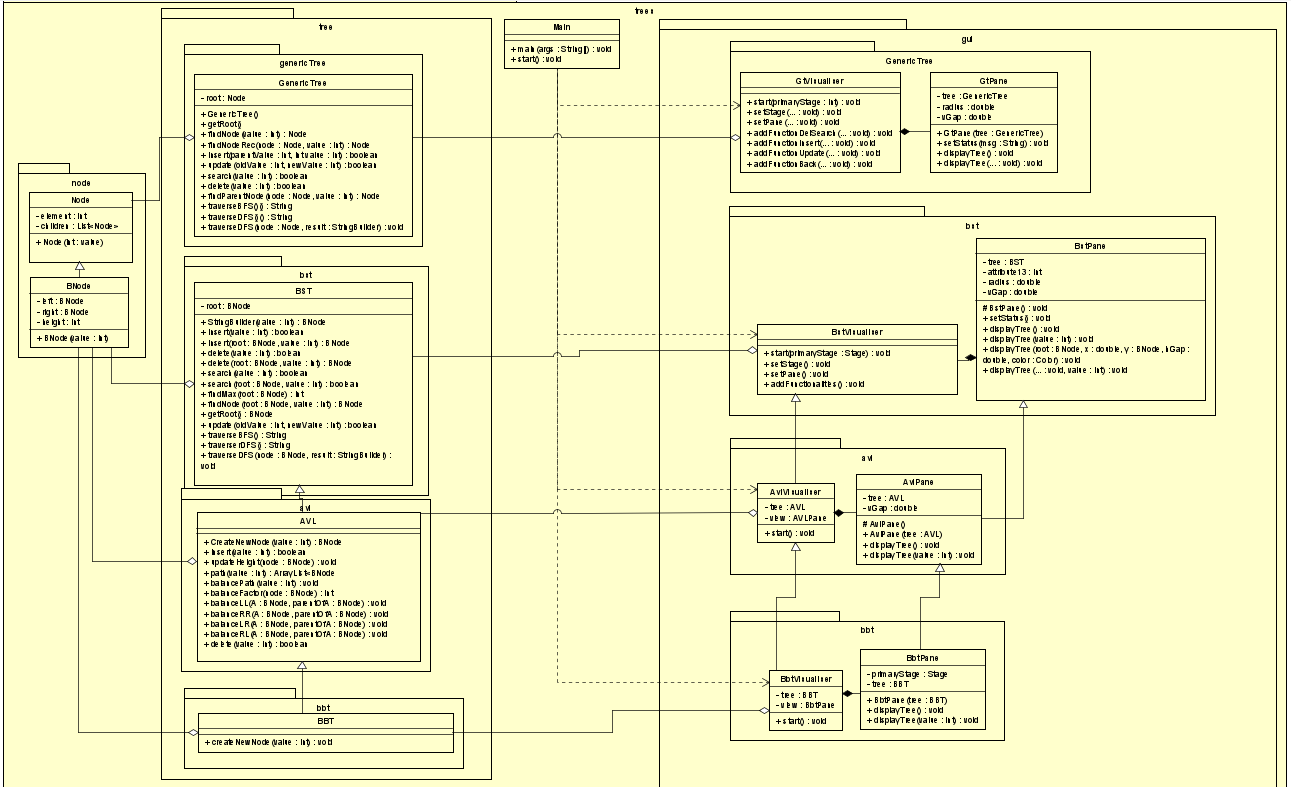 trees
tree
genericTree
GenericTree
- root : Node
+ GenericTree()
+ getRoot()
+ findNode(value : int) : Node
+ findNodeRec(node : Node, value : int) : Node
+ insert(parentValue : int, intvalue : int) : boolean
+ update(oldValue : int, newValue : int) : boolean
+ search(value : int) : boolean
+ delete(value : int) : boolean
+ findParentNode(node : Node, value : int) : Node
+ traverseBFS()() : String
+ traverseDFS()() : String
+ traverseDFS(node : Node, result : StringBuilder) : void
node
Node
- element : int
- children : List<Node>
+ Node(int : value)
BNode
- left : BNode
- right : BNode
- height : int
+ BNode(value : int)
bst
BST
- root : BNode
+ StringBuilder(value : int) : BNode
+ insert(value : int) : boolean
+ insert(root : BNode, value : int) : BNode
+ delete(value : int) : boolean
+ delete(root : BNode, value : int) : BNode
+ search(value : int) : boolean
+ search(root : BNode, value : int) : boolean
+ findMax(root : BNode) : int
+ findNode(root : BNode, value : int) : BNode
+ getRoot() : BNode
+ update(oldValue : int, newValue : int) : boolean
+ traverseBFS() : String
+ traverserDFS() : String
+ traverseDFS(node : BNode, result : StringBuilder) :
void
avl
AVL
+ CreateNewNode(value : int) : BNode
+ insert(value : int) : boolean
+ updateHeight(node : BNode) : void
+ path(value : int) : ArrayList<BNode
+ balancePath(value : int) : void
+ balanceFactor(node : BNode) : int
+ balanceLL(A : BNode, parentOfA : BNode) : void
+ balanceRR(A : BNode, parentOfA : BNode) : void
+ balanceLR(A : BNode, parentOfA : BNode) : void
+ balanceRL(A : BNode, parentOfA : BNode) : void
+ delete(value : int) : boolean
bbt
BBT
+ createNewNode(value : int) : void
Main
+ main(args : String[]) : void
+ start() : void
gui
GenericTree
GtVisualiser
+ start(primaryStage : int) : void
+ setStage(... : void) : void
+ setPane(... : void) : void
+ addFunctionDelSearch(... : void) : void
+ addFunctionInsert(... : void) : void
+ addFunctionUpdate(... : void) : void
+ addFunctionBack(... : void) : void
GtPane
- tree : GenericTree
- radius : double
- vGap : double
+ GtPane(tree : GenericTree)
+ setStatus(msg : String) : void
+ displayTree() : void
+ displayTree(... : void) : void
bst
BstPane
- tree : BST
- attribute13 : int
- radius : double
- vGap : double
# BstPane() : void
+ setStatus() : void
+ displayTree() : void
+ displayTree(value : int) : void
+ displayTree(root : BNode, x : double, y : BNode, hGap :
double, color : Color) : void
+ displayTree(... : void, value : int) : void
BstVisualiser
+ start(primaryStage : Stage) : void
+ setStage() : void
+ setPane() : void
+ addFunctionalities() : void
avl
AvlVisualiser
- tree : AVL
- view : AVLPane
+ start() : void
AvlPane
- tree : AVL
- vGap : double
# AvlPane()
+ AvlPane(tree : AVL)
+ displayTree() : void
+ displayTree(value : int) : void
bbt
BbtVisualiser
- tree : BBT
- view : BbtPane
+ start() : void
BbtPane
- primaryStage : Stage
- tree : BBT
+ BbtPane(tree : BBT)
+ displayTree() : void
+ displayTree(value : int) : void